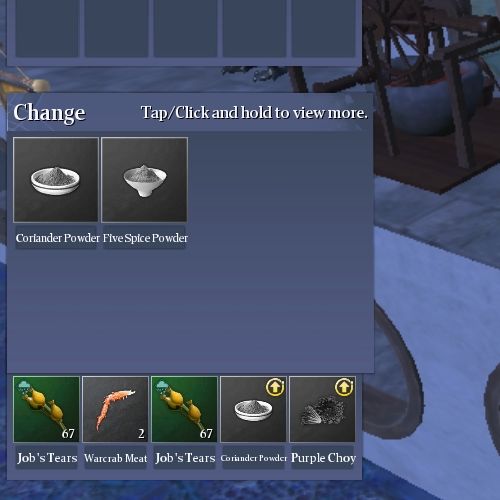 Change
Tap/Click and hold to view more.
Coriander Powder
Five Spice Powder
67
2
67
Job's Tears
Warcrab Meat
Job's Tears
Coriander Powder
Purple Choy